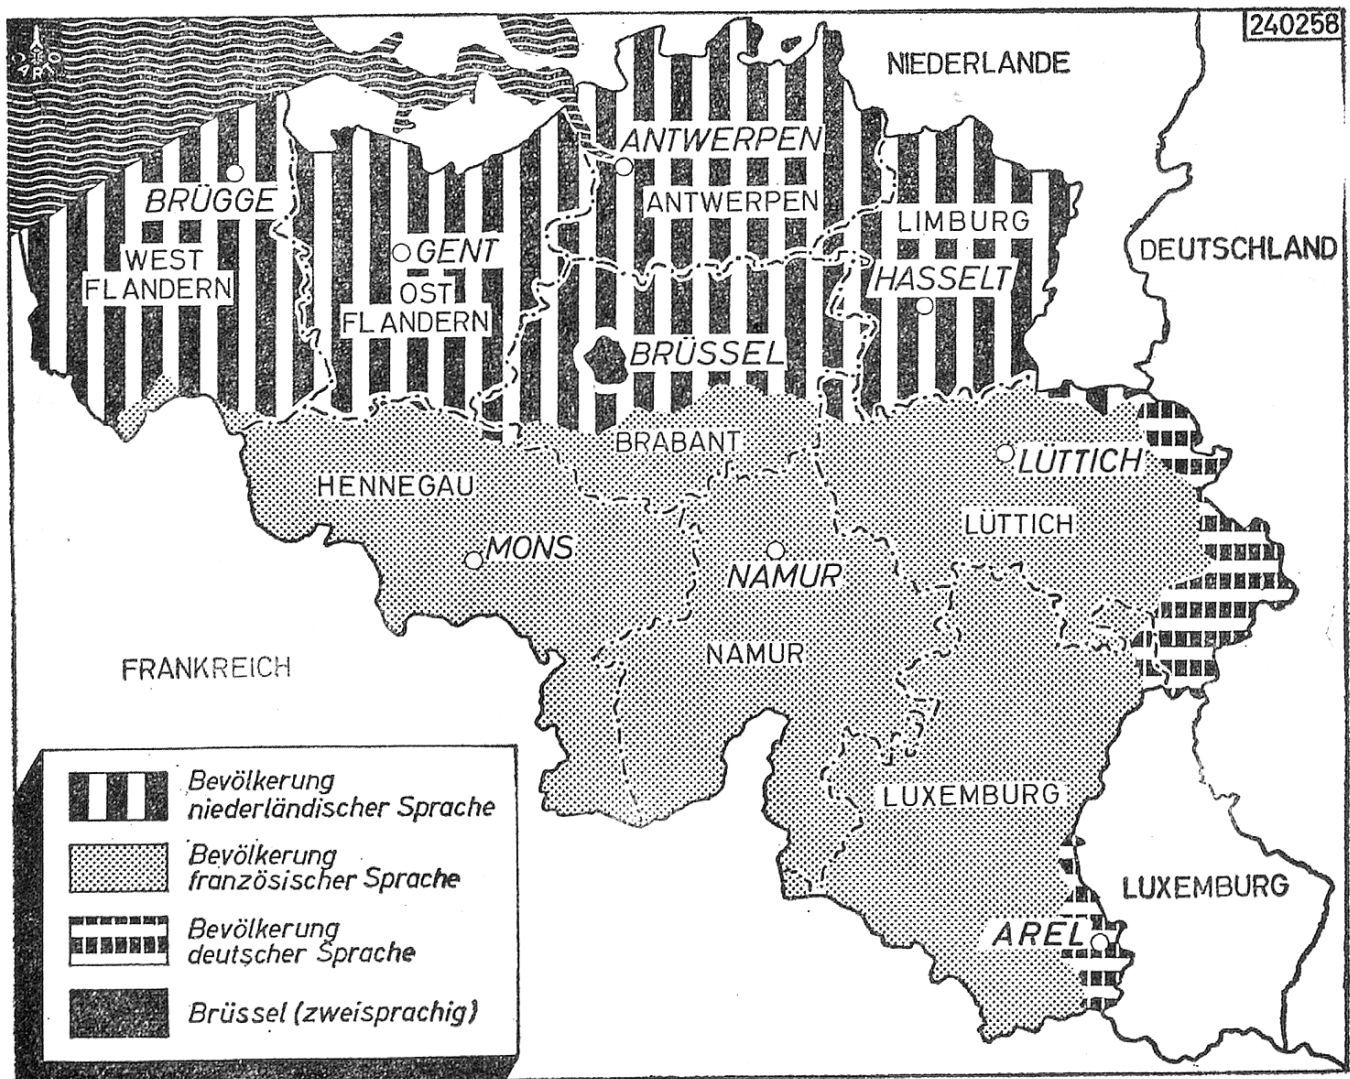 240258
NIEDERLANDE
ANTWERPEN
ANTWERPEN
BRÜGGE
LIMBURG
GENT
DEUTSCHLAND
WEST
FLANDERN
HASSELT
OST
FLANDERN
BRÜSSEL
BRABANT
LÜTTICH
HENNEGAU
LÜTTICH
MONS
NAMUR
NAMUR
FRANKREICH
LUXEMBURG
LUXEMBURG
AREL
Bevölkerung
niederländischer Sprache
Bevölkerung
französischer Sprache
Bevölkerung
deutscher Sprache
Brüssel (zweisprachig)